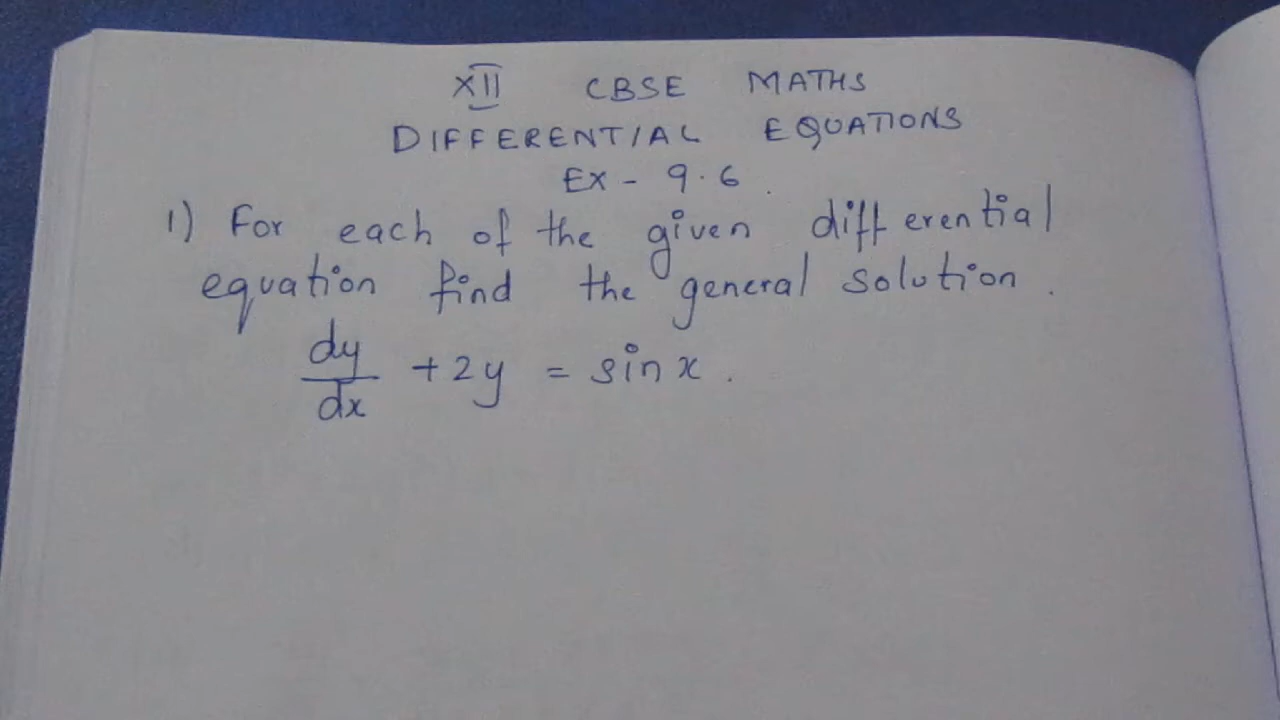 XII CBSE MATHS
DIFFERENTIAL EQUATIONS
EX - 9.6.
1) For each of the given differential
equation find the general solution.
dy/dx + 2y = sin x.